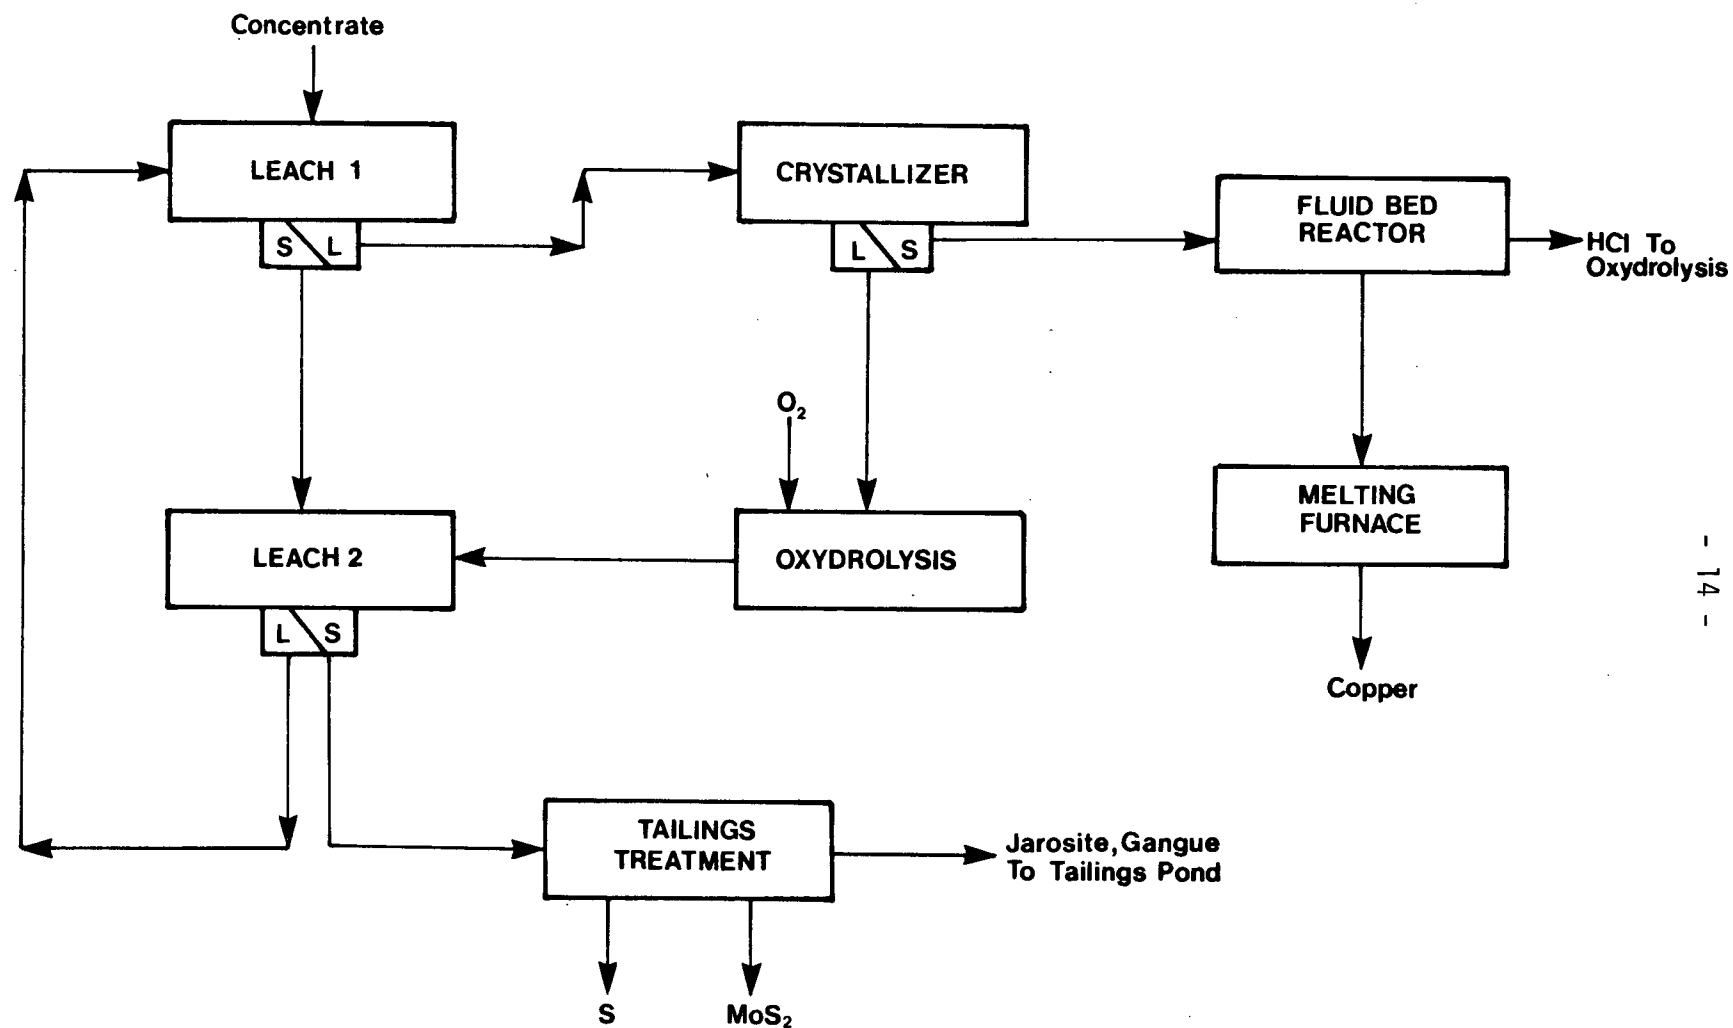 Concentrate
LEACH 1
S L
CRYSTALLIZER
L S
FLUID BED
REACTOR
HCl To
Oxydrolysis
O₂
LEACH 2
L S
OXYDROLYSIS
MELTING
FURNACE
Copper
TAILINGS
TREATMENT
Jarosite, Gangue
To Tailings Pond
S
MoS₂
- 14 -